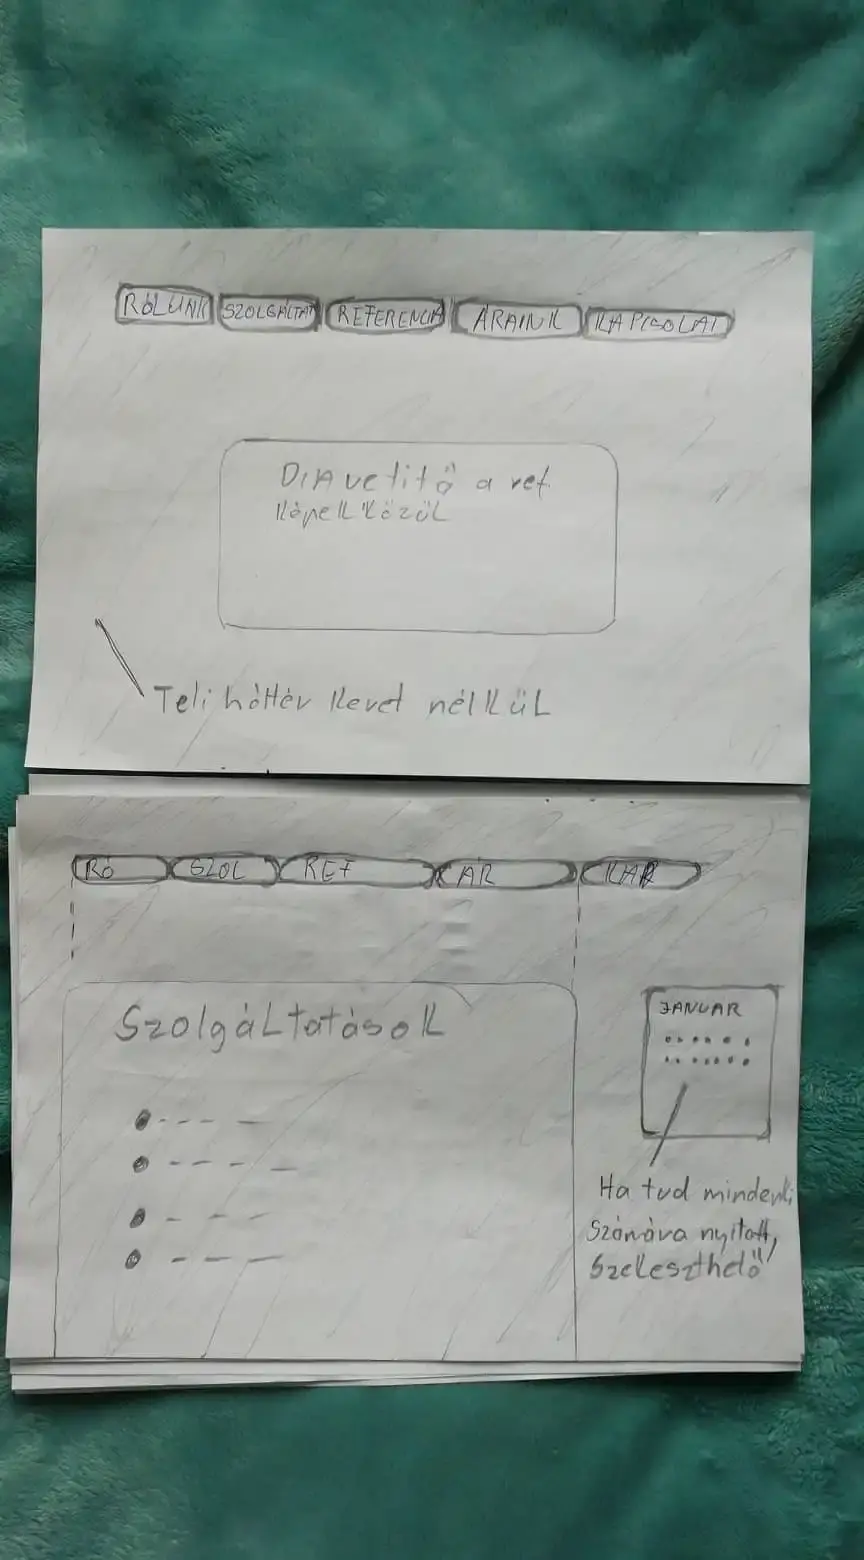 RÓLUNK SZOLGÁLTAT REFERENCIA ÁRAINK KAPCSOLAT
DIAvetítő a ref.
képek közül
Teli háttér keret nélkül
RÓ SZOL REF ÁR KAP
Szolgáltatások
JANUAR
Ha tud mindenki
számára nyitott,
szekeszthető